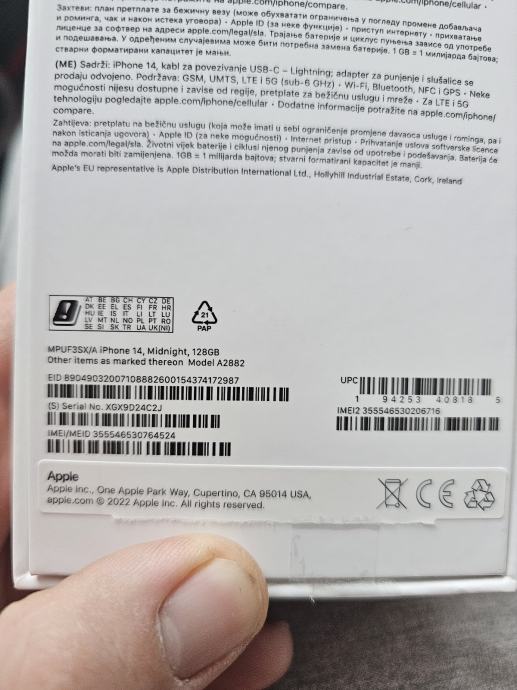 Захтеви: план претплате за бежичну везу (може обухватати ограничења у погледу промене добављача
и роминга, чак и након истека уговора) • Apple ID (за неке функције) • приступ интернету • прихватање
лиценце за софтвер на адреси apple.com/legal/sla. Трајање батерије и циклус пуњења зависе од употребе
и подешавања. У одређеним случајевима може бити потребна замена батерије. 1 GB = 1 милијарда бајтова;
стварни форматирани капацитет је мањи.
(ME) Sadrži: iPhone 14, kabl za povezivanje USB-C – Lightning; adapter za punjenje i slušalice se
prodaju odvojeno. Podržava: GSM, UMTS, LTE i 5G (sub-6 GHz) • Wi-Fi, Bluetooth, NFC i GPS • Neke
mogućnosti nijesu dostupne i zavise od regije, pretplate za bežičnu uslugu i mreže • Za LTE i 5G
tehnologiju pogledajte apple.com/iphone/cellular • Dodatne informacije potražite na apple.com/iphone/
compare.
Zahtijeva: pretplatu na bežičnu uslugu (koja može imati u sebi ograničenje promjene davaoca usluge i rominga, pa i
nakon isticanja ugovora) • Apple ID (za neke mogućnosti) • Internet pristup • Prihvatanje uslova softverske licence
na apple.com/legal/sla. Životni vijek baterije i ciklusi njenog punjenja zavise od upotrebe i podešavanja. Baterija će
možda morati biti zamijenjena. 1GB = 1 milijarda bajtova; stvarni formatirani kapacitet je manji.
Apple's EU representative is Apple Distribution International Ltd., Hollyhill Industrial Estate, Cork, Ireland
AT BE BG CH CY CZ DE
DK EE EL ES FI FR HR
HU IE IS IT LI LT LU
LV MT NL NO PL PT RO
SE SI SK TR UA UK(NI)
21
PAP
MPUF3SX/A iPhone 14, Midnight, 128GB
Other items as marked thereon Model A2882
EID 89049032007108882600154374172987
(S) Serial No. XGX9D24C2J
IMEI/MEID 355546530764524
UPC
1 94253 40818 5
IMEI2 355546530206716
Apple
Apple Inc., One Apple Park Way, Cupertino, CA 95014 USA,
apple.com © 2022 Apple Inc. All rights reserved.
CE